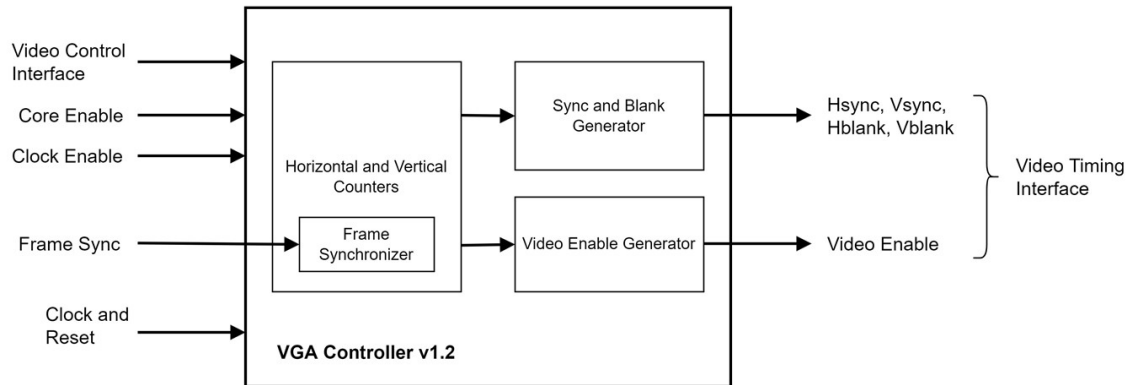 Video Control
Interface
Core Enable
Clock Enable
Frame Sync
Clock and
Reset
Horizontal and Vertical
Counters
Frame
Synchronizer
Sync and Blank
Generator
Video Enable Generator
VGA Controller v1.2
Hsync, Vsync,
Hblank, Vblank
Video Enable
Video Timing
Interface